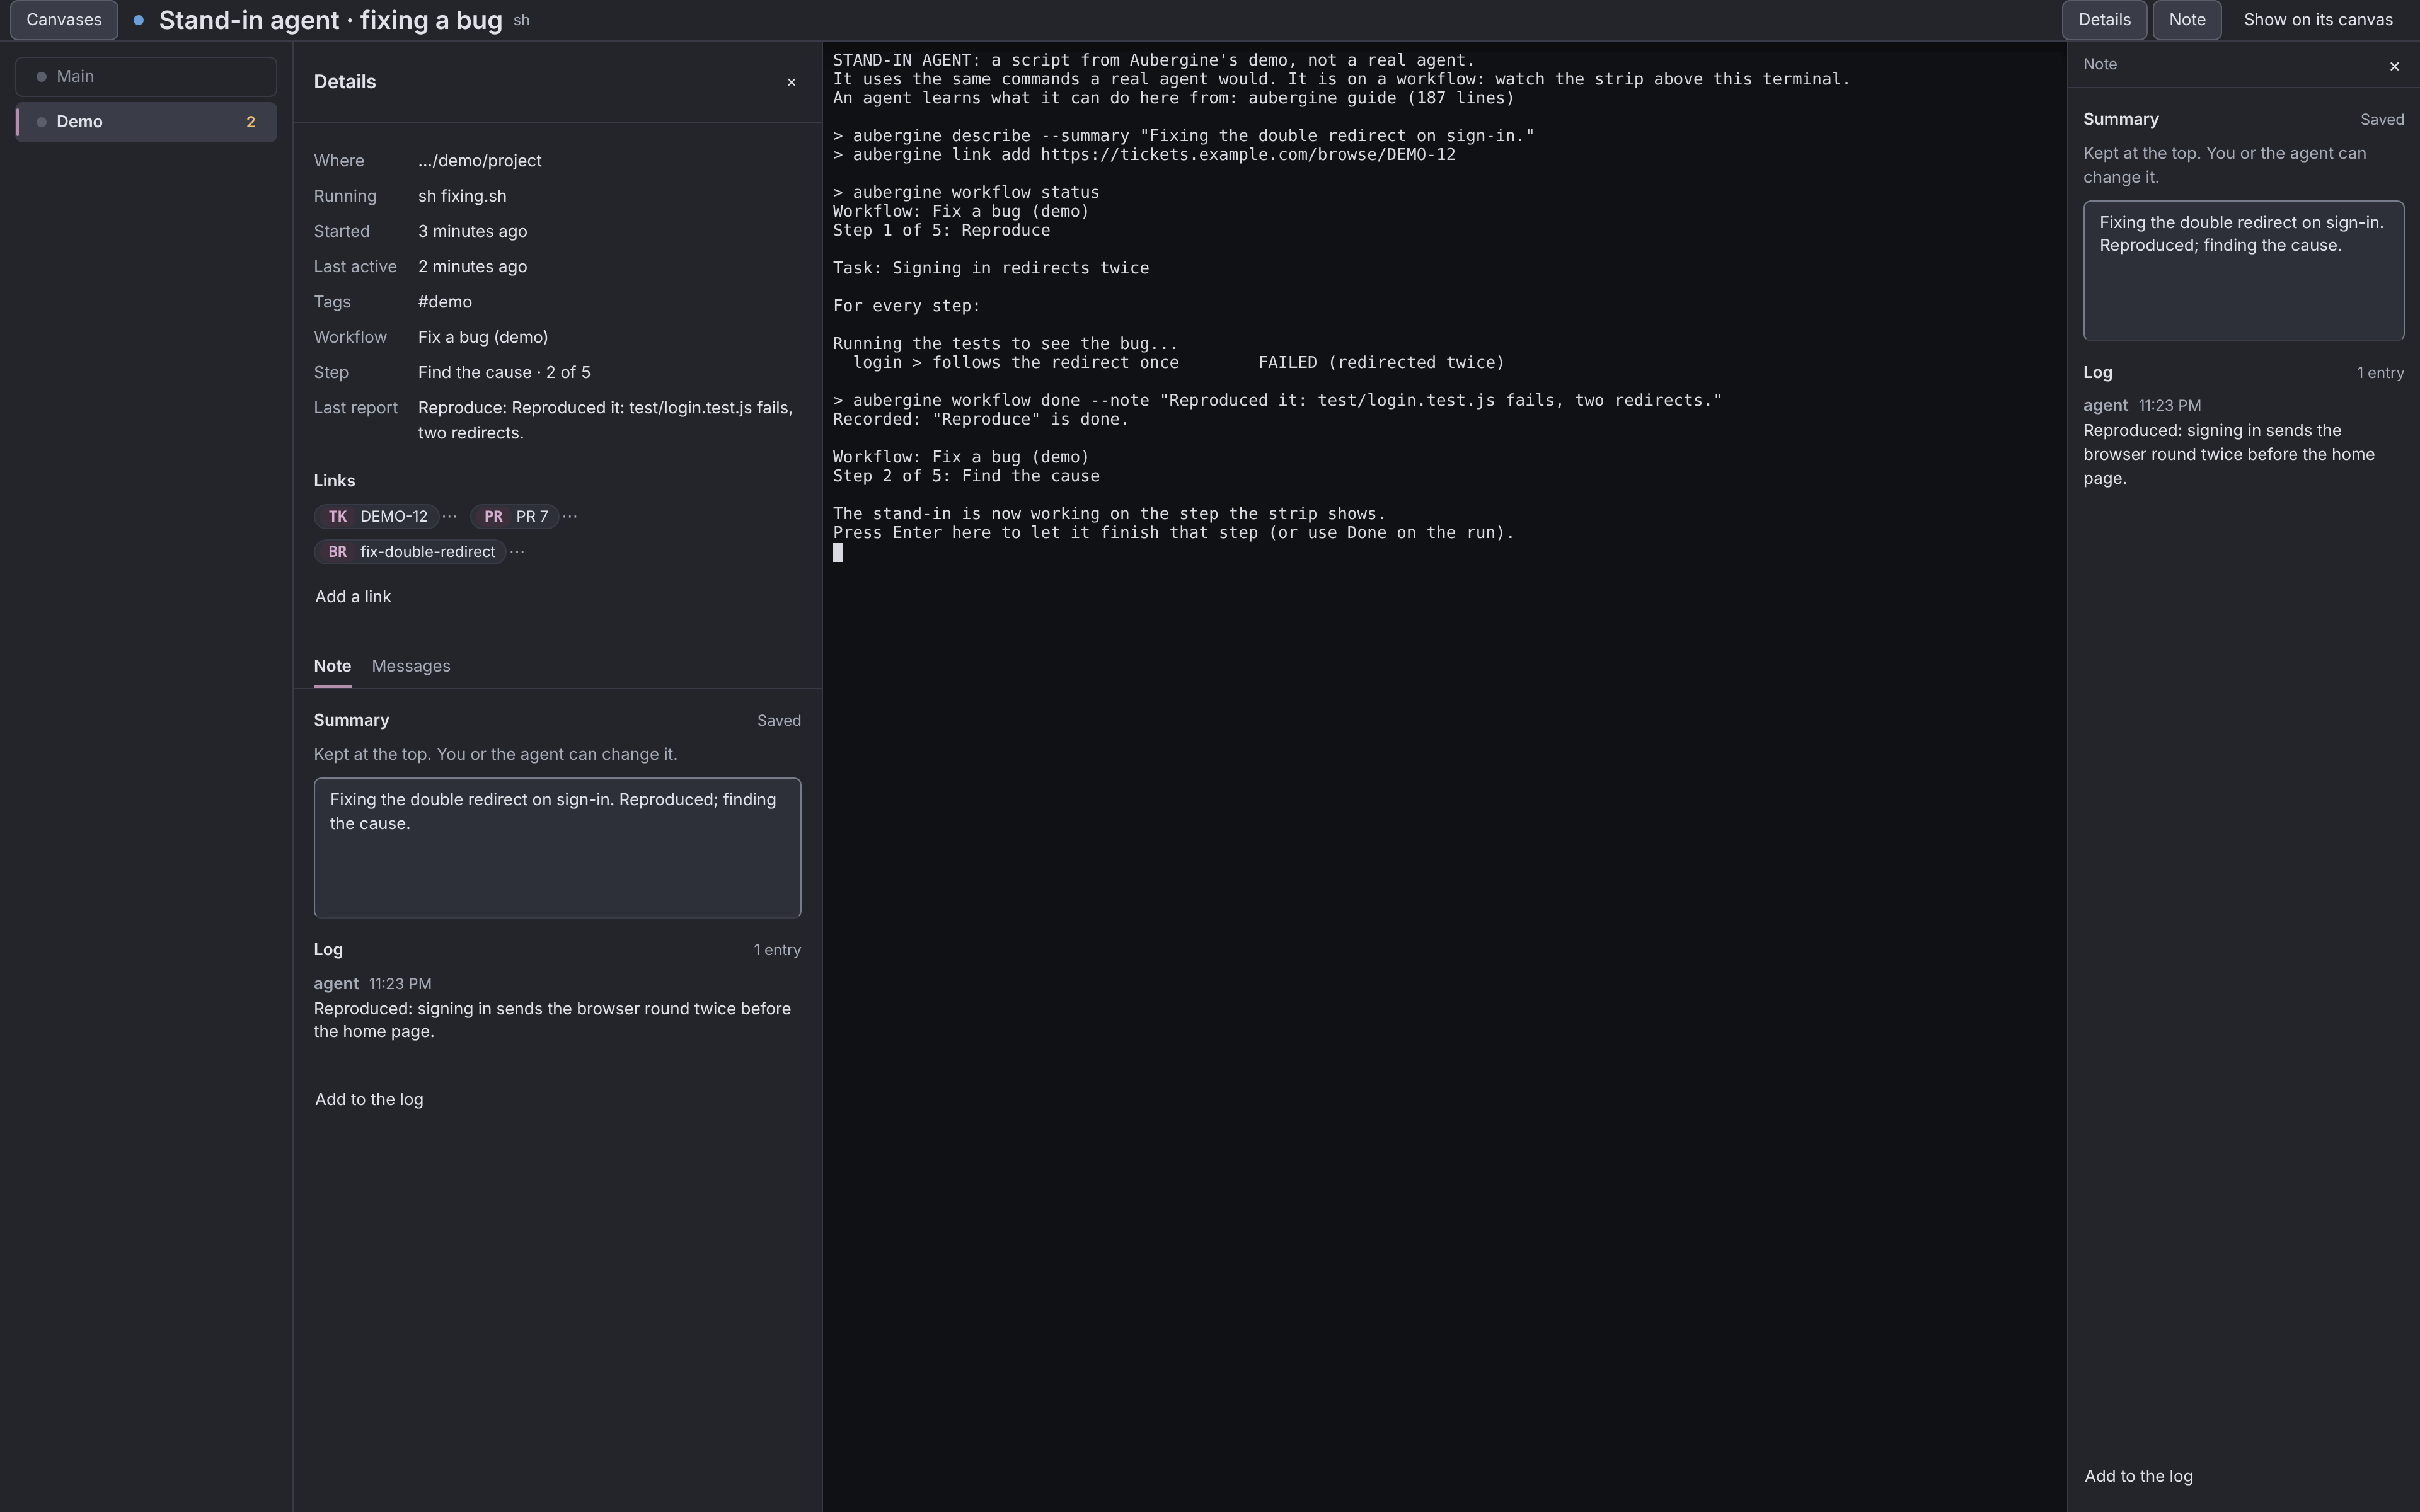 Canvases
Stand-in agent · fixing a bug sh
Details
Note
Show on its canvas
Main
Demo 2
Details ×
Where .../demo/project
Running sh fixing.sh
Started 3 minutes ago
Last active 2 minutes ago
Tags #demo
Workflow Fix a bug (demo)
Step Find the cause · 2 of 5
Last report Reproduce: Reproduced it: test/login.test.js fails,
two redirects.
Links
TK DEMO-12 ··· PR PR 7 ···
BR fix-double-redirect ···
Add a link
Note Messages
Summary Saved
Kept at the top. You or the agent can change it.
Fixing the double redirect on sign-in. Reproduced; finding
the cause.
Log 1 entry
agent 11:23 PM
Reproduced: signing in sends the browser round twice before
the home page.
Add to the log
STAND-IN AGENT: a script from Aubergine's demo, not a real agent.
It uses the same commands a real agent would. It is on a workflow: watch the strip above this terminal.
An agent learns what it can do here from: aubergine guide (187 lines)
> aubergine describe --summary "Fixing the double redirect on sign-in."
> aubergine link add https://tickets.example.com/browse/DEMO-12
> aubergine workflow status
Workflow: Fix a bug (demo)
Step 1 of 5: Reproduce
Task: Signing in redirects twice
For every step:
Running the tests to see the bug...
login > follows the redirect once FAILED (redirected twice)
> aubergine workflow done --note "Reproduced it: test/login.test.js fails, two redirects."
Recorded: "Reproduce" is done.
Workflow: Fix a bug (demo)
Step 2 of 5: Find the cause
The stand-in is now working on the step the strip shows.
Press Enter here to let it finish that step (or use Done on the run).
Note ×
Summary Saved
Kept at the top. You or the agent can
change it.
Fixing the double redirect on sign-in.
Reproduced; finding the cause.
Log 1 entry
agent 11:23 PM
Reproduced: signing in sends the
browser round twice before the home
page.
Add to the log